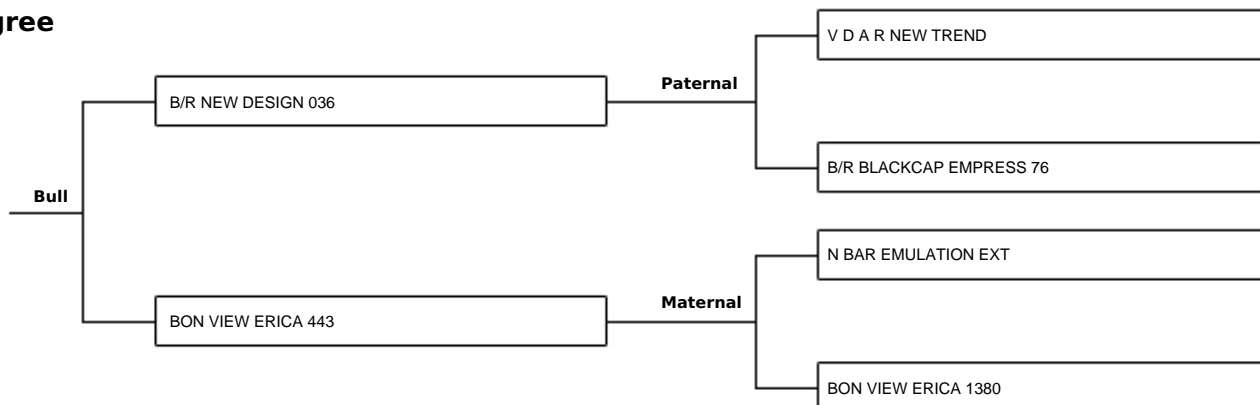 gree
V D A R NEW TREND
Paternal
B/R NEW DESIGN 036
B/R BLACKCAP EMPRESS 76
Bull
N BAR EMULATION EXT
Maternal
BON VIEW ERICA 443
BON VIEW ERICA 1380